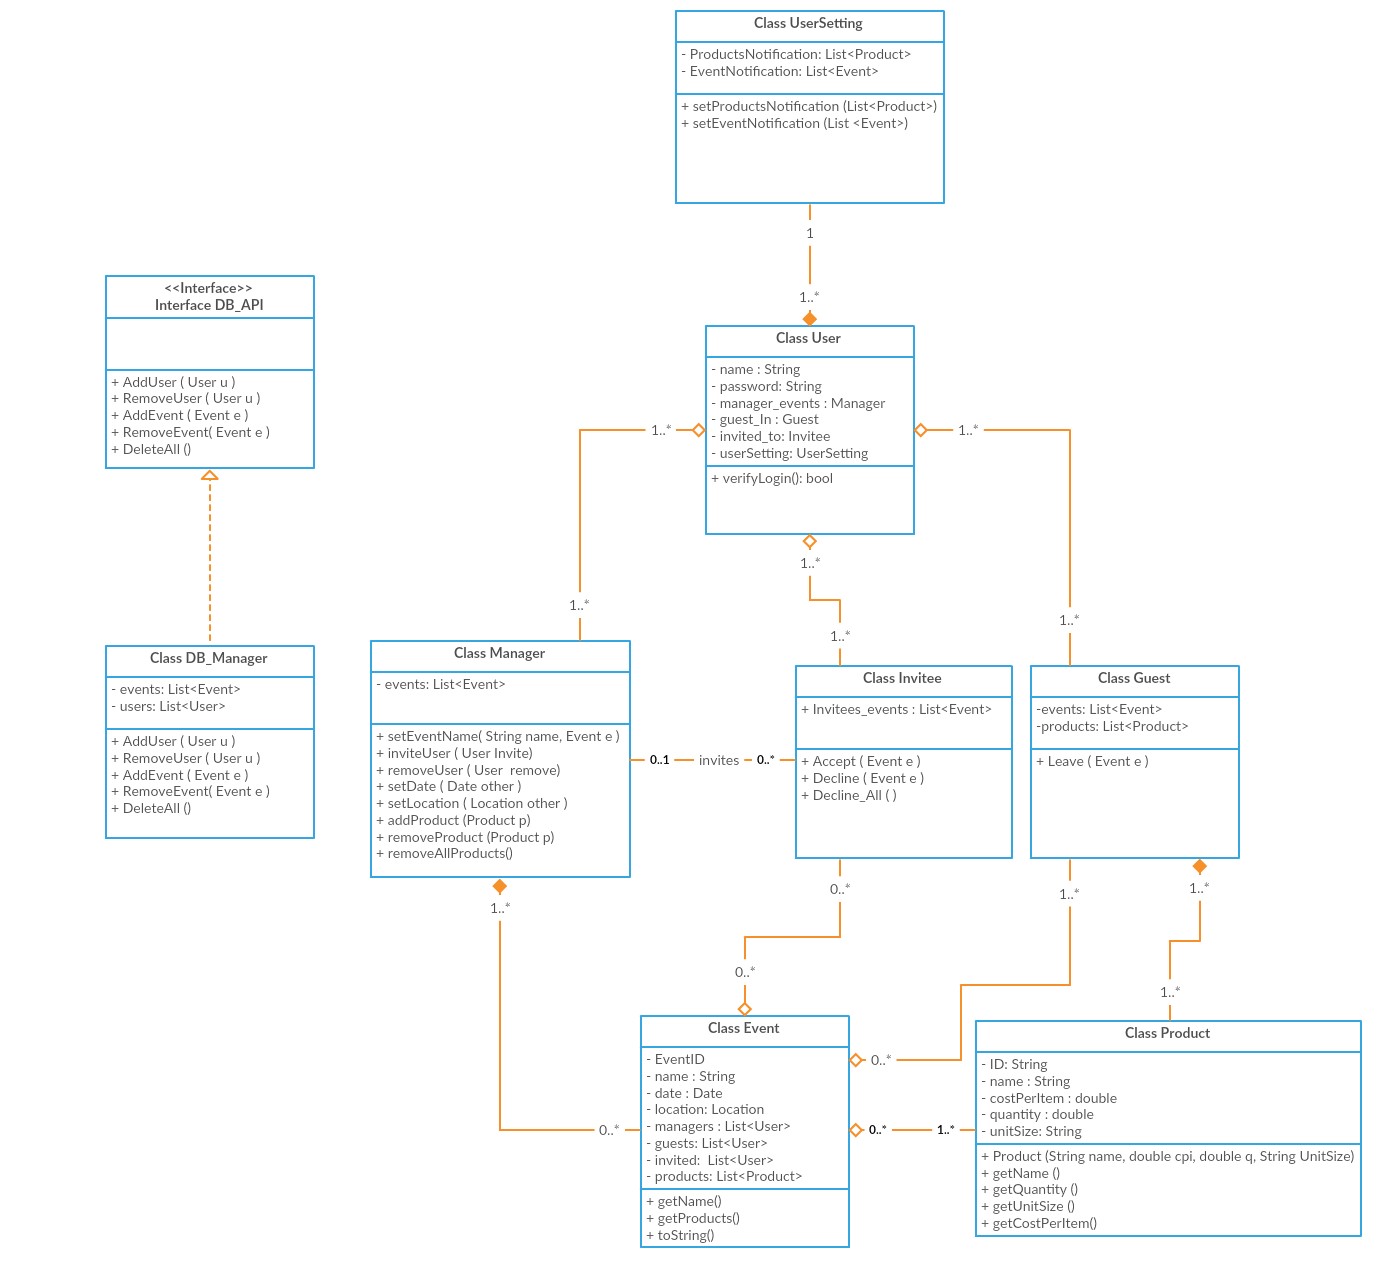 Class UserSetting
- ProductsNotification: List<Product>
- EventNotification: List<Event>
+ setProductsNotification (List<Product>)
+ setEventNotification (List <Event>)
1
1..*
<<Interface>>
Interface DB_API
+ AddUser ( User u )
+ RemoveUser ( User u )
+ AddEvent ( Event e )
+ RemoveEvent( Event e )
+ DeleteAll ()
Class User
- name : String
- password: String
- manager_events : Manager
- guest_In : Guest
- invited_to: Invitee
- userSetting: UserSetting
+ verifyLogin(): bool
1..*
1..*
1..*
1..*
1..*
1..*
Class DB_Manager
- events: List<Event>
- users: List<User>
+ AddUser ( User u )
+ RemoveUser ( User u )
+ AddEvent ( Event e )
+ RemoveEvent( Event e )
+ DeleteAll ()
Class Manager
- events: List<Event>
+ setEventName( String name, Event e )
+ inviteUser ( User Invite)
+ removeUser ( User  remove)
+ setDate ( Date other )
+ setLocation ( Location other )
+ addProduct (Product p)
+ removeProduct (Product p)
+ removeAllProducts()
0..1 invites 0..*
Class Invitee
+ Invitees_events : List<Event>
+ Accept ( Event e )
+ Decline ( Event e )
+ Decline_All ( )
Class Guest
-events: List<Event>
-products: List<Product>
+ Leave ( Event e )
1..*
0..*
1..*
1..*
0..*
1..*
0..*
0..*
0..* 1..*
Class Event
- EventID
- name : String
- date : Date
- location: Location
- managers : List<User>
- guests: List<User>
- invited:  List<User>
- products: List<Product>
+ getName()
+ getProducts()
+ toString()
Class Product
- ID: String
- name : String
- costPerItem : double
- quantity : double
- unitSize: String
+ Product (String name, double cpi, double q, String UnitSize)
+ getName ()
+ getQuantity ()
+ getUnitSize ()
+ getCostPerItem()